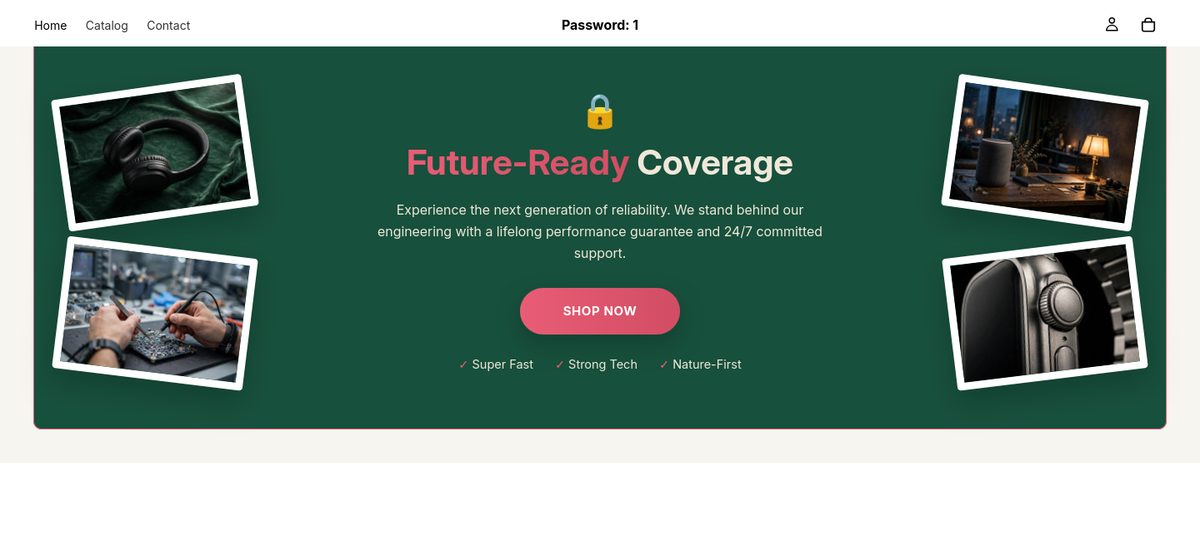 Home Catalog Contact Password: 1
Future-Ready Coverage
Experience the next generation of reliability. We stand behind our
engineering with a lifelong performance guarantee and 24/7 committed
support.
SHOP NOW
✓ Super Fast ✓ Strong Tech ✓ Nature-First